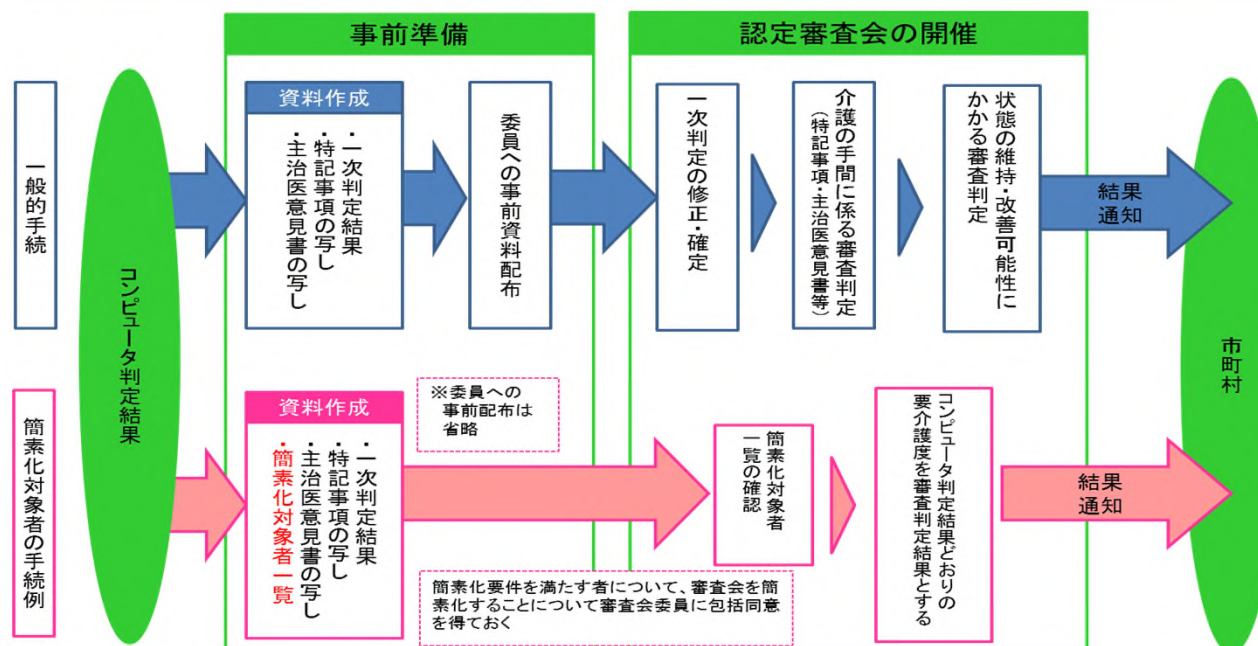 事前準備
認定審査会の開催
一般的手続
コンピュータ判定結果
資料作成
・一次判定結果
・特記事項の写し
・主治医意見書の写し
委員への事前資料配布
一次判定の修正・確定
介護の手間に係る審査判定
（特記事項・主治医意見書等）
状態の維持・改善可能性に
かかる審査判定
結果
通知
市町村
簡素化対象者の手続例
資料作成
・一次判定結果
・特記事項の写し
・主治医意見書の写し
・簡素化対象者一覧
※委員への
事前配布は
省略
簡素化対象者
一覧の確認
コンピュータ判定結果どおりの
要介護度を審査判定結果とする
結果
通知
簡素化要件を満たす者について、審査会を簡
素化することについて審査会委員に包括同意
を得ておく